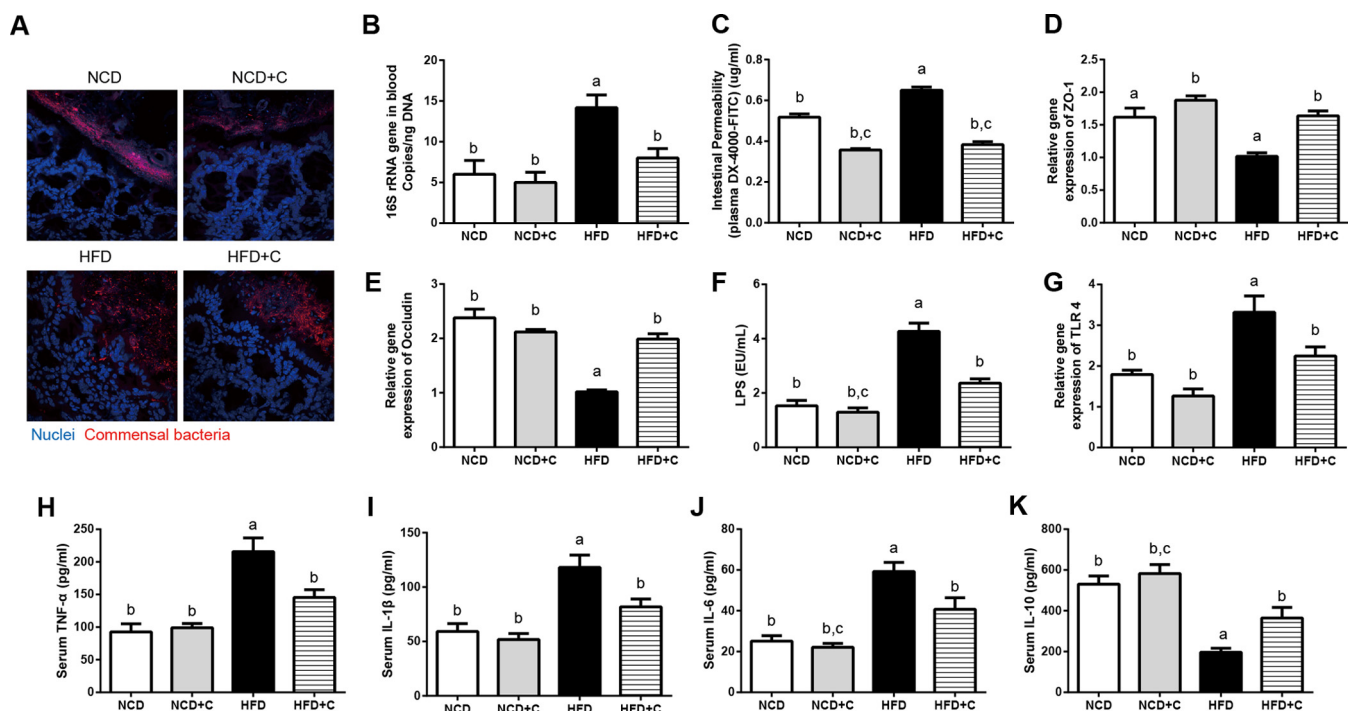 A
NCD
NCD+C
HFD
HFD+C
Nuclei Commensal bacteria
B
16S rRNA gene in blood
Copies/ng DNA
20
15
10
5
0
b
b
a
b
NCD
NCD+C
HFD
HFD+C
C
Intestinal Permeability
(plasma DX-4000-FITC) (ug/ml)
0.8
0.6
0.4
0.2
0.0
b
b,c
a
b,c
NCD
NCD+C
HFD
HFD+C
D
Relative gene
expression of ZO-1
2.5
2.0
1.5
1.0
0.5
0.0
a
b
a
b
NCD
NCD+C
HFD
HFD+C
E
Relative gene
expression of Occludin
3
2
1
0
b
b
a
b
NCD
NCD+C
HFD
HFD+C
F
LPS (EU/mL)
6
4
2
0
b
b,c
a
b
NCD
NCD+C
HFD
HFD+C
G
Relative gene
expression of TLR 4
4
3
2
1
0
b
b
a
b
NCD
NCD+C
HFD
HFD+C
H
Serum TNF-α (pg/ml)
250
200
150
100
50
0
b
b
a
b
NCD
NCD+C
HFD
HFD+C
I
Serum IL-1β (pg/ml)
150
100
50
0
b
b
a
b
NCD
NCD+C
HFD
HFD+C
J
Serum IL-6 (pg/ml)
80
60
40
20
0
b
b,c
a
b
NCD
NCD+C
HFD
HFD+C
K
Serum IL-10 (pg/ml)
800
600
400
200
0
b
b,c
a
b
NCD
NCD+C
HFD
HFD+C